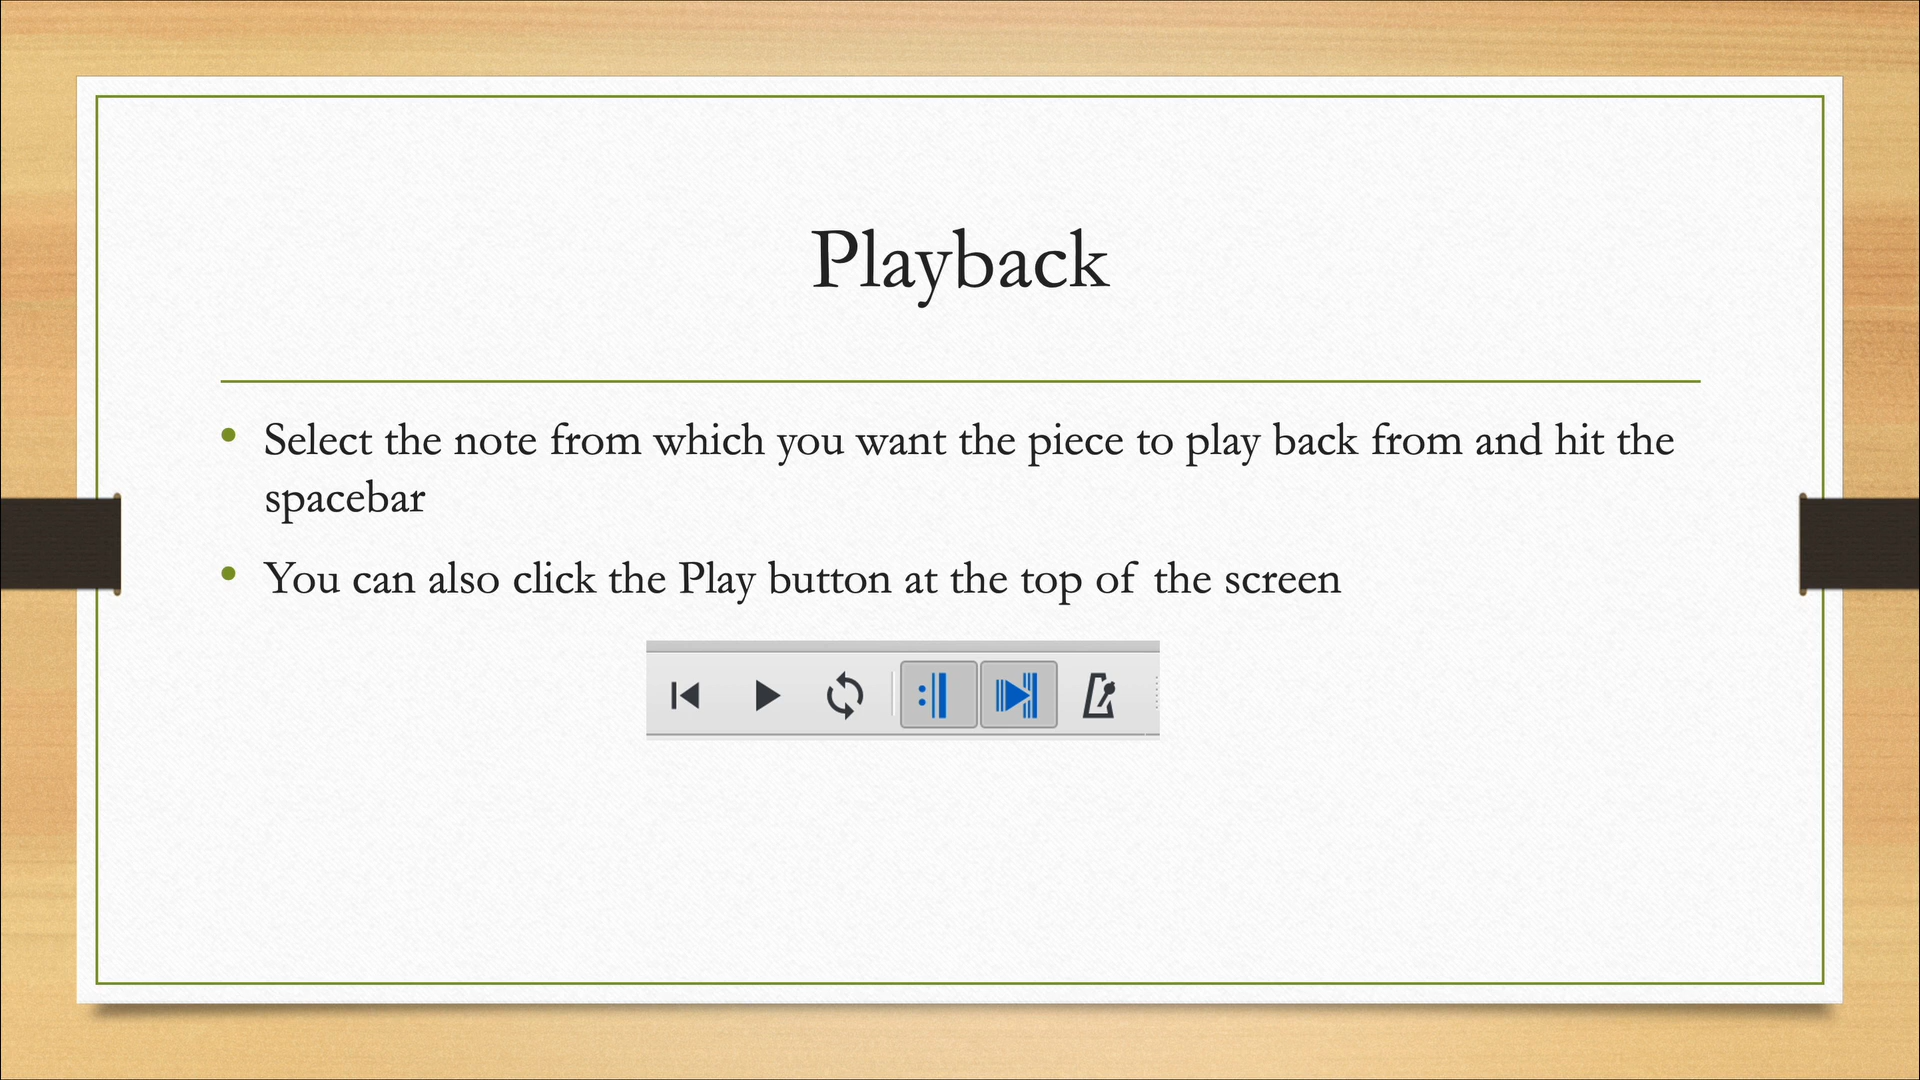 Playback
• Select the note from which you want the piece to play back from and hit the
spacebar
• You can also click the Play button at the top of the screen